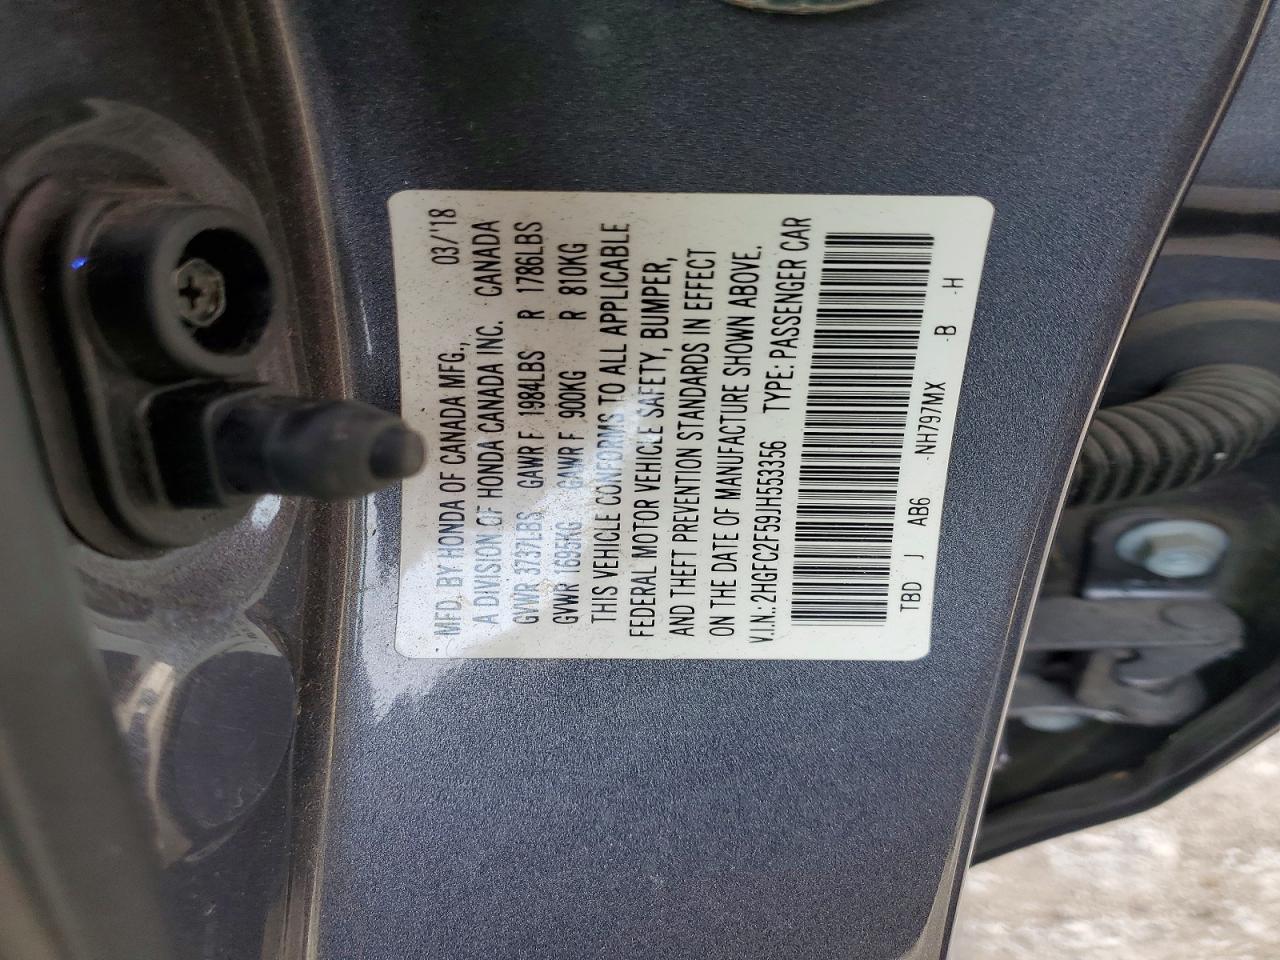 MFD. BY HONDA OF CANADA MFG., 03/'18
A DIVISION OF HONDA CANADA INC. CANADA
GVWR 3737LBS GAWR F 1984LBS R 1786LBS
GVWR 1695KG GAWR F 900KG R 810KG
THIS VEHICLE CONFORMS TO ALL APPLICABLE
FEDERAL MOTOR VEHICLE SAFETY, BUMPER,
AND THEFT PREVENTION STANDARDS IN EFFECT
ON THE DATE OF MANUFACTURE SHOWN ABOVE.
V.I.N.: 2HGFC2F59JH553356 TYPE: PASSENGER CAR
TBD J AB6 -NH797MX -B -H